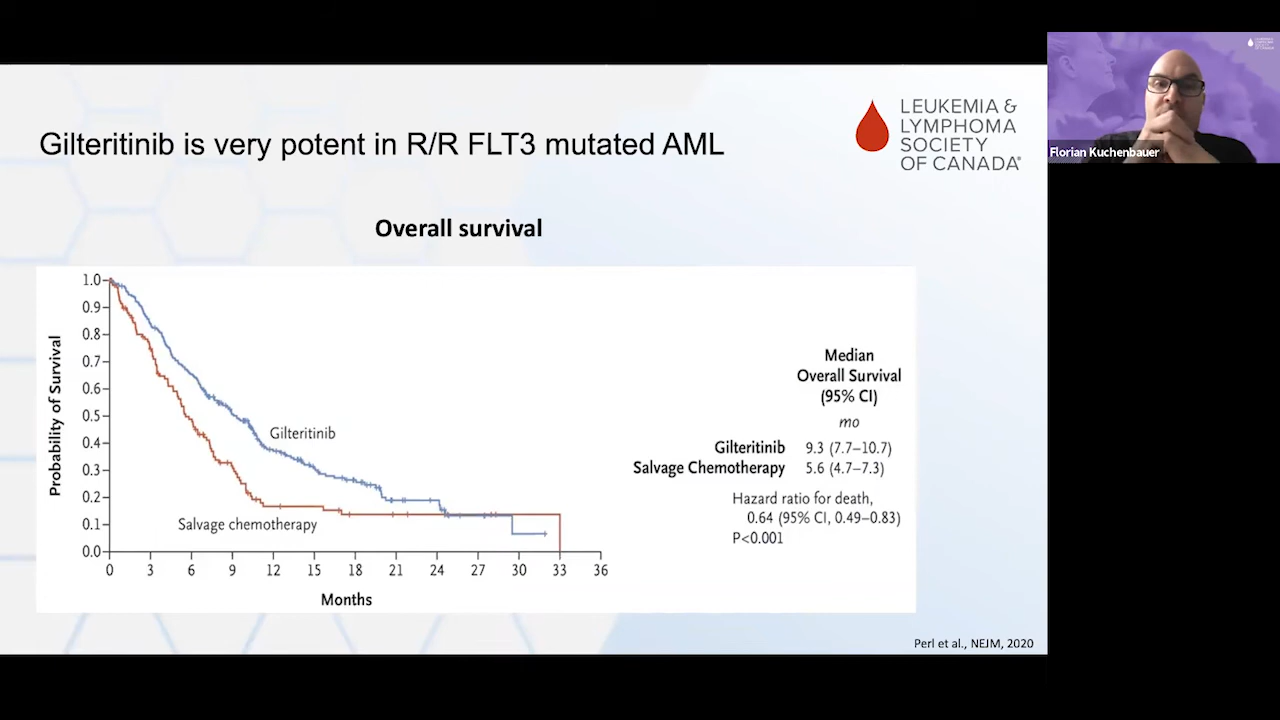 Gilteritinib is very potent in R/R FLT3 mutated AML
LEUKEMIA &
LYMPHOMA
SOCIETY
OF CANADA®
Florian Kuchenbauer
Overall survival
Probability of Survival
1.0
0.9
0.8
0.7
0.6
0.5
0.4
0.3
0.2
0.1
0.0
Gilteritinib
Salvage chemotherapy
0 3 6 9 12 15 18 21 24 27 30 33 36
Months
Median
Overall Survival
(95% CI)
mo
Gilteritinib 9.3 (7.7–10.7)
Salvage Chemotherapy 5.6 (4.7–7.3)
Hazard ratio for death,
0.64 (95% CI, 0.49–0.83)
P<0.001
Perl et al., NEJM, 2020